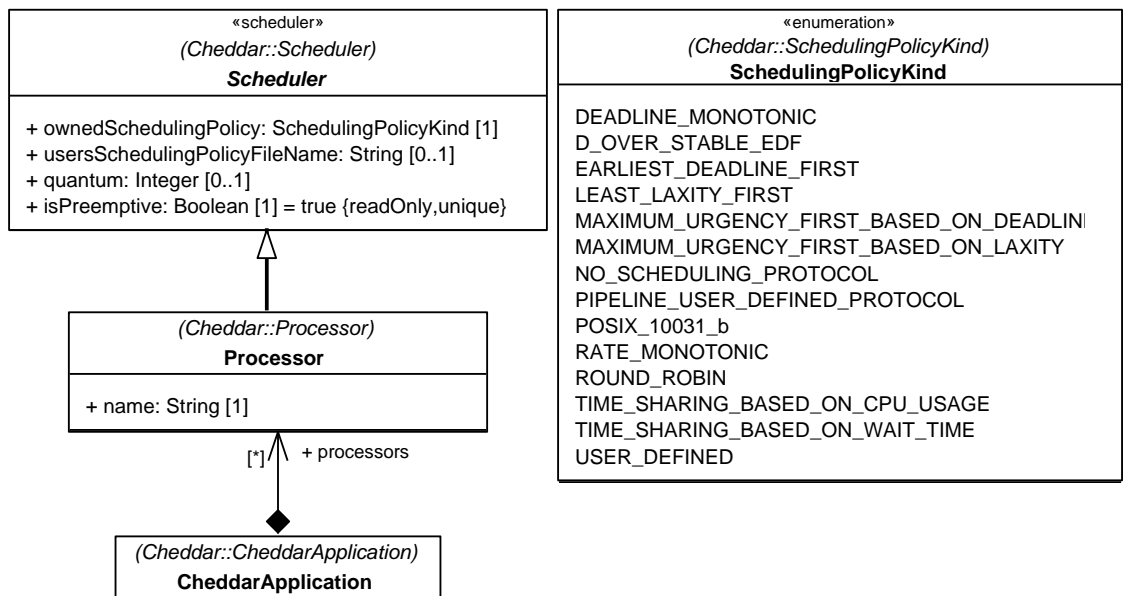 «scheduler»
(Cheddar::Scheduler)
Scheduler
+ ownedSchedulingPolicy: SchedulingPolicyKind [1]
+ usersSchedulingPolicyFileName: String [0..1]
+ quantum: Integer [0..1]
+ isPreemptive: Boolean [1] = true {readOnly,unique}
(Cheddar::Processor)
Processor
+ name: String [1]
[*]
+ processors
(Cheddar::CheddarApplication)
CheddarApplication
«enumeration»
(Cheddar::SchedulingPolicyKind)
SchedulingPolicyKind
DEADLINE_MONOTONIC
D_OVER_STABLE_EDF
EARLIEST_DEADLINE_FIRST
LEAST_LAXITY_FIRST
MAXIMUM_URGENCY_FIRST_BASED_ON_DEADLIN
MAXIMUM_URGENCY_FIRST_BASED_ON_LAXITY
NO_SCHEDULING_PROTOCOL
PIPELINE_USER_DEFINED_PROTOCOL
POSIX_10031_b
RATE_MONOTONIC
ROUND_ROBIN
TIME_SHARING_BASED_ON_CPU_USAGE
TIME_SHARING_BASED_ON_WAIT_TIME
USER_DEFINED